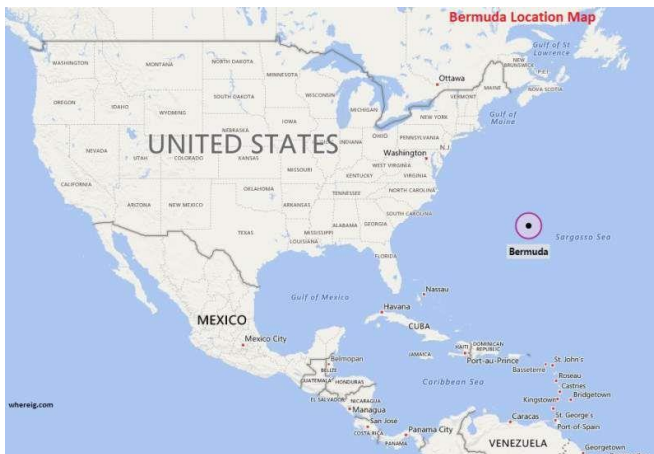 Bermuda Location Map
Gulf of St
Lawrence
WASHINGTON
MONTANA
NORTH DAKOTA
MINNESOTA
NEW
BRUNSWICK
P.E.I.
Ottawa
MAINE
NOVA SCOTIA
OREGON
IDAHO
SOUTH DAKOTA
WISCONSIN
MICHIGAN
VERMONT
WYOMING
IOWA
NEW YORK
Gulf of
Maine
NEBRASKA
UNITED STATES
NEVADA
UTAH
COLORADO
KANSAS
INDIANA
OHIO
PENNSYLVANIA
N.J.
Washington
MISSOURI
WEST VIRGINIA
KENTUCKY
VIRGINIA
CALIFORNIA
OKLAHOMA
TENNESSEE
NORTH CAROLINA
ARIZONA
NEW MEXICO
ARKANSAS
SOUTH CAROLINA
TEXAS
MISSISSIPPI
ALABAMA
GEORGIA
LOUISIANA
Sargasso Sea
Bermuda
FLORIDA
Gulf of Mexico
Nassau
Havana
MEXICO
CUBA
Mexico City
HAITI
DOMINICAN
REPUBLIC
JAMAICA
Port-au-Prince
Belmopan
BELIZE
St. John's
Basseterre
GUATEMALA
HONDURAS
Caribbean Sea
Roseau
Castries
EL SALVADOR
NICARAGUA
Kingstown
Bridgetown
whereig.com
Managua
San Jose
Caracas
St. George's
Port-of-Spain
COSTA RICA
Panama City
PANAMA
VENEZUELA
Georgetown